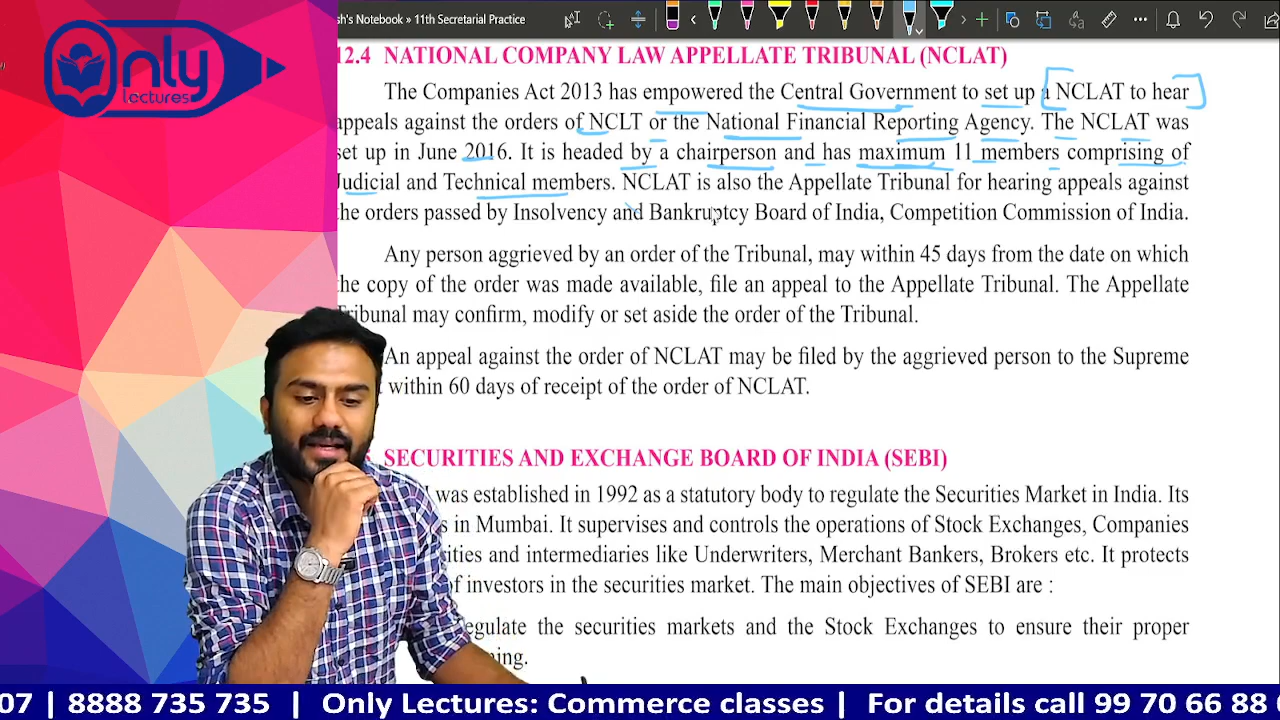 sh's Notebook » 11th Secretarial Practice
Only
lectures
12.4 NATIONAL COMPANY LAW APPELLATE TRIBUNAL (NCLAT)
The Companies Act 2013 has empowered the Central Government to set up a NCLAT to hear
appeals against the orders of NCLT or the National Financial Reporting Agency. The NCLAT was
set up in June 2016. It is headed by a chairperson and has maximum 11 members comprising of
Judicial and Technical members. NCLAT is also the Appellate Tribunal for hearing appeals against
the orders passed by Insolvency and Bankruptcy Board of India, Competition Commission of India.
Any person aggrieved by an order of the Tribunal, may within 45 days from the date on which
the copy of the order was made available, file an appeal to the Appellate Tribunal. The Appellate
Tribunal may confirm, modify or set aside the order of the Tribunal.
An appeal against the order of NCLAT may be filed by the aggrieved person to the Supreme
within 60 days of receipt of the order of NCLAT.
SECURITIES AND EXCHANGE BOARD OF INDIA (SEBI)
was established in 1992 as a statutory body to regulate the Securities Market in India. Its
in Mumbai. It supervises and controls the operations of Stock Exchanges, Companies
ities and intermediaries like Underwriters, Merchant Bankers, Brokers etc. It protects
of investors in the securities market. The main objectives of SEBI are :
egulate the securities markets and the Stock Exchanges to ensure their proper
ning.
07 | 8888 735 735 | Only Lectures: Commerce classes | For details call 99 70 66 88